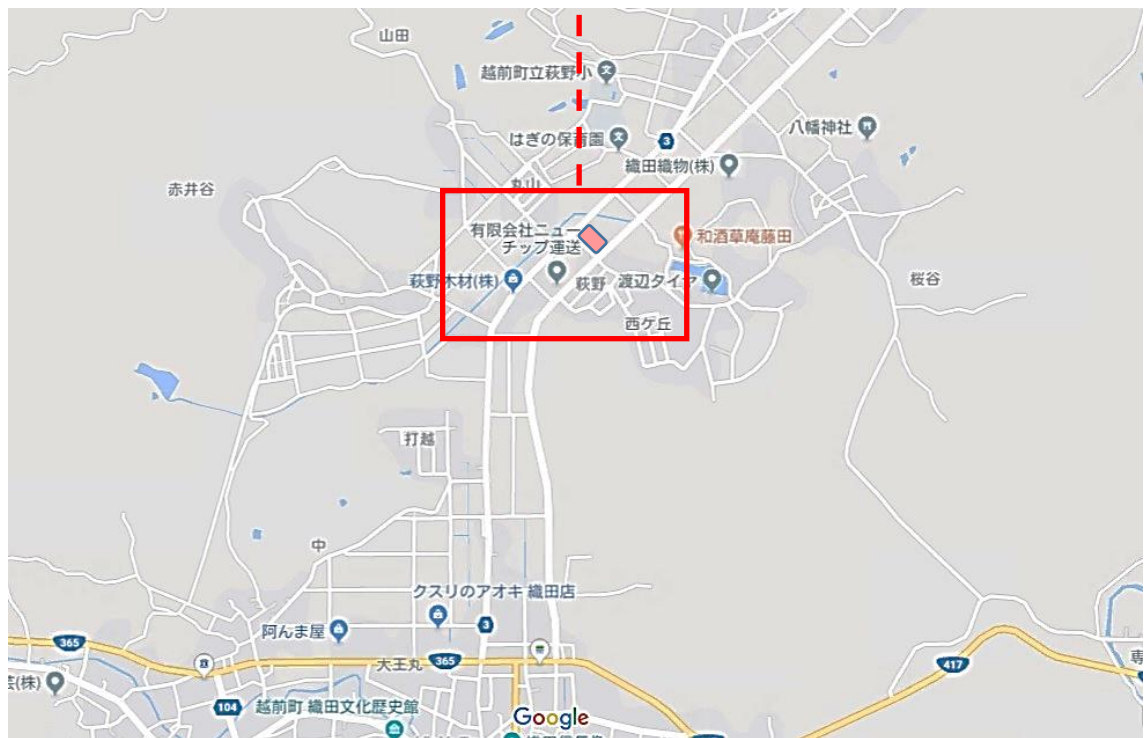 山田
越前町立萩野小
はぎの保育園
3
八幡神社
織田織物(株)
丸山
赤井谷
有限会社ニュー
チップ運送
和酒草庵藤田
萩野木材(株)
萩野
渡辺タイヤ
桜谷
西ケ丘
打越
中
クスリのアオキ 織田店
阿んま屋
3
365
大王丸
365
417
専
芸(株)
104
越前町 織田文化歴史館
Google